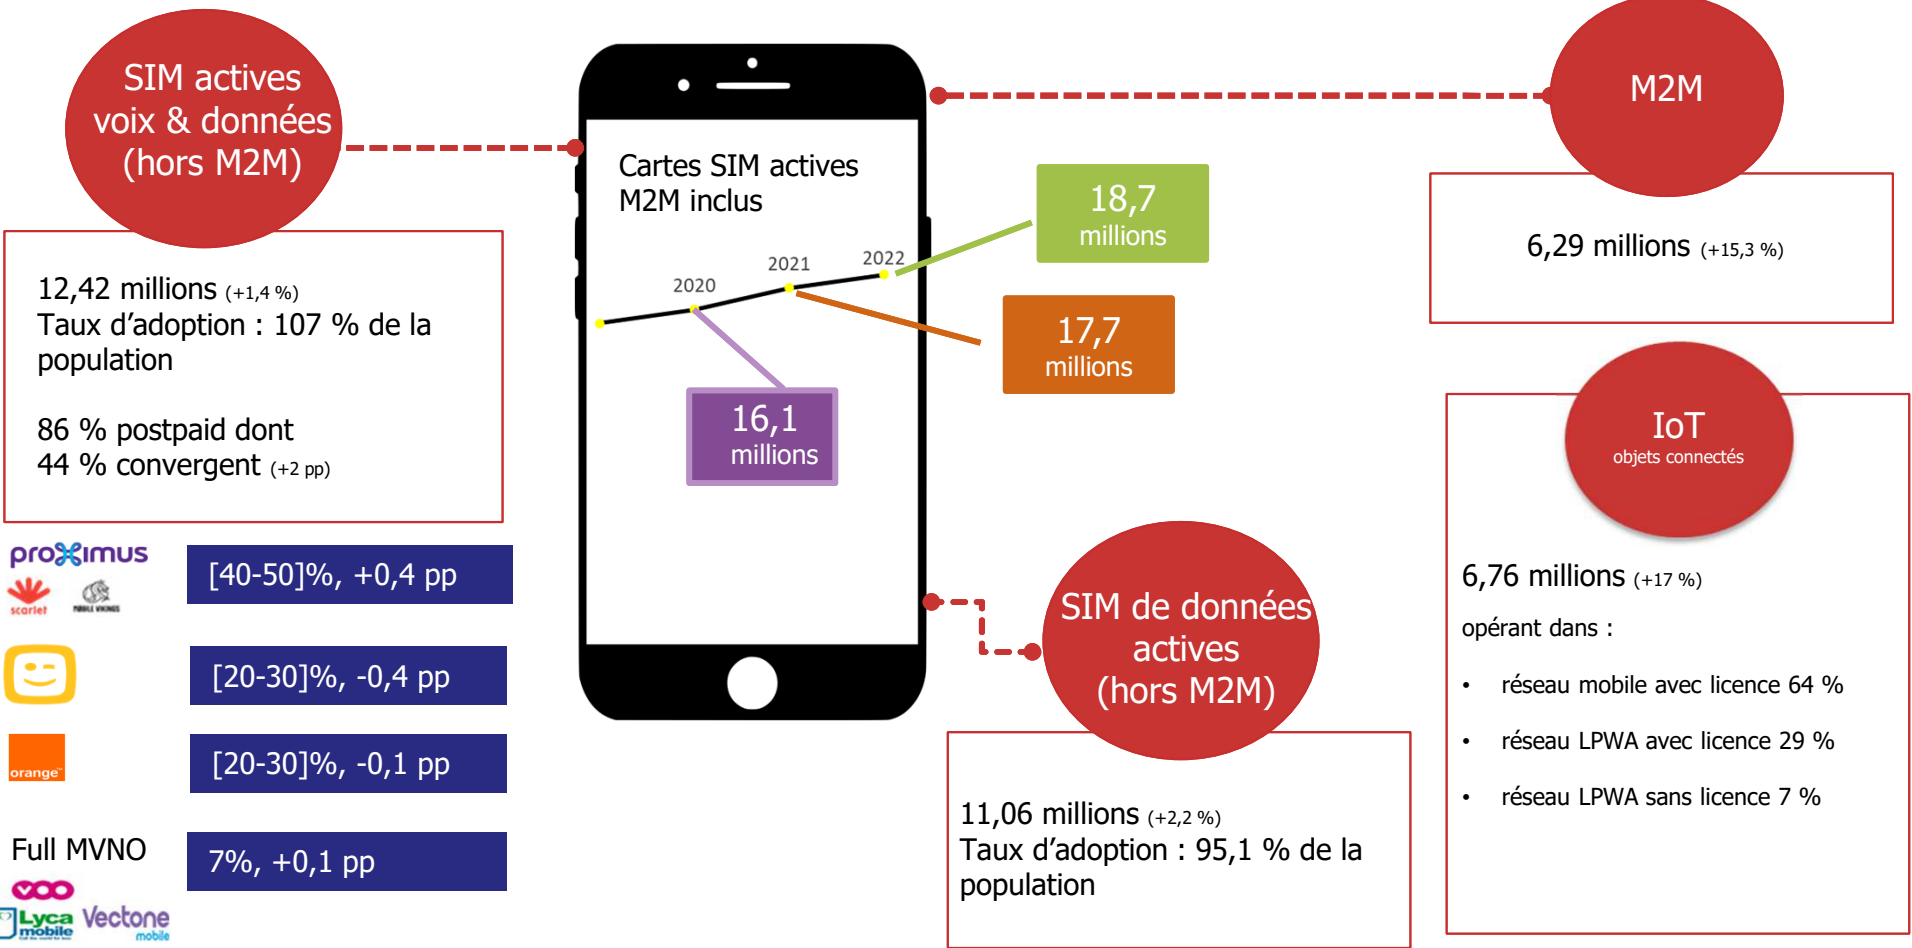 SIM actives
voix & données
(hors M2M)
12,42 millions (+1,4 %)
Taux d’adoption : 107 % de la
population
86 % postpaid dont
44 % convergent (+2 pp)
proximus
scarlet
MOBILE VIKINGS
[40-50]%, +0,4 pp
[20-30]%, -0,4 pp
orange™
[20-30]%, -0,1 pp
Full MVNO
7%, +0,1 pp
VOO
Lyca
mobile
Vectone
mobile
Cartes SIM actives
M2M inclus
2020
2021
2022
18,7
millions
17,7
millions
16,1
millions
SIM de données
actives
(hors M2M)
11,06 millions (+2,2 %)
Taux d’adoption : 95,1 % de la
population
M2M
6,29 millions (+15,3 %)
IoT
objets connectés
6,76 millions (+17 %)
opérant dans :
• réseau mobile avec licence 64 %
• réseau LPWA avec licence 29 %
• réseau LPWA sans licence 7 %